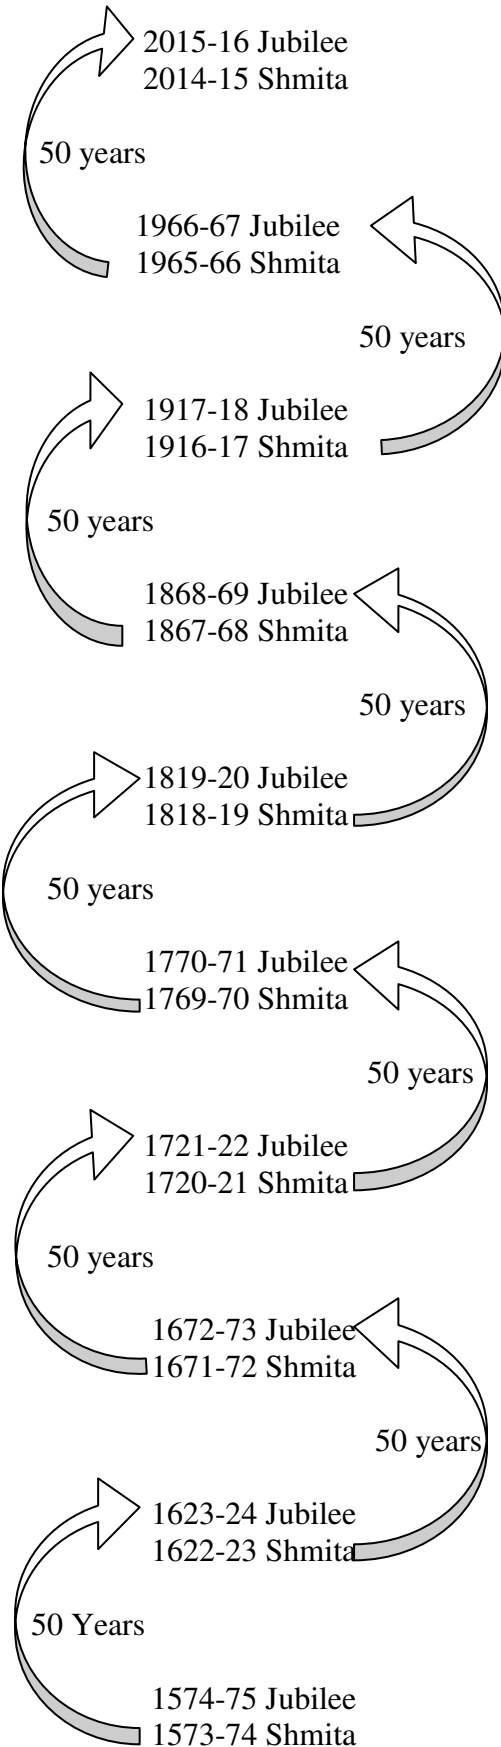 2015-16 Jubilee
2014-15 Shmita
50 years
1966-67 Jubilee
1965-66 Shmita
50 years
1917-18 Jubilee
1916-17 Shmita
50 years
1868-69 Jubilee
1867-68 Shmita
50 years
1819-20 Jubilee
1818-19 Shmita
50 years
1770-71 Jubilee
1769-70 Shmita
50 years
1721-22 Jubilee
1720-21 Shmita
50 years
1672-73 Jubilee
1671-72 Shmita
50 years
1623-24 Jubilee
1622-23 Shmita
50 Years
1574-75 Jubilee
1573-74 Shmita